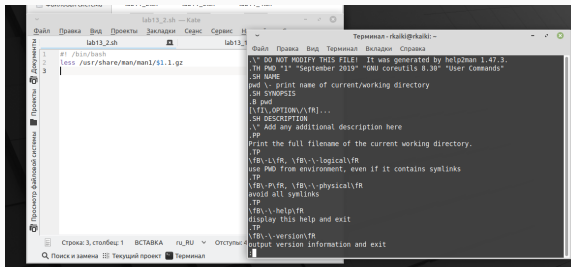 lab13_2.sh — Kate
Файл Правка Вид Проекты Закладки Сеанс Сервис
lab13_2.sh
lab13_1
Документы
Проекты
Просмотр файловой системы
1 #! /bin/bash
2 less /usr/share/man/man1/$1.1.gz
3
Строка: 3, столбец: 1 ВСТАВКА ru_RU Отступы:
Поиск и замена Текущий проект Терминал
Терминал - rkaiki@rkaiki: ~
Файл Правка Вид Терминал Вкладки Справка
.\" DO NOT MODIFY THIS FILE! It was generated by help2man 1.47.3.
.TH PWD "1" "September 2019" "GNU coreutils 8.30" "User Commands"
.SH NAME
pwd \- print name of current/working directory
.SH SYNOPSIS
.B pwd
[\fI\,OPTION\/\fR]...
.SH DESCRIPTION
.\" Add any additional description here
.PP
Print the full filename of the current working directory.
.TP
\fB\-L\fR, \fB\-\-logical\fR
use PWD from environment, even if it contains symlinks
.TP
\fB\-P\fR, \fB\-\-physical\fR
avoid all symlinks
.TP
\fB\-\-help\fR
display this help and exit
.TP
\fB\-\-version\fR
output version information and exit
: